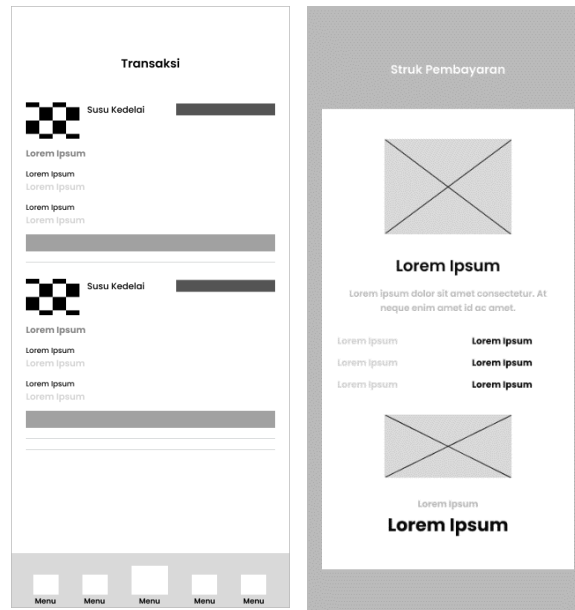 Transaksi
Susu Kedelai
Lorem Ipsum
Lorem Ipsum
Lorem Ipsum
Lorem Ipsum
Lorem Ipsum
Susu Kedelai
Lorem Ipsum
Lorem Ipsum
Lorem Ipsum
Lorem Ipsum
Lorem Ipsum
Menu Menu Menu Menu Menu
Struk Pembayaran
Lorem Ipsum
Lorem ipsum dolor sit amet consectetur. At
neque enim amet id ac amet.
Lorem Ipsum Lorem Ipsum
Lorem Ipsum Lorem Ipsum
Lorem Ipsum Lorem Ipsum
Lorem Ipsum
Lorem Ipsum